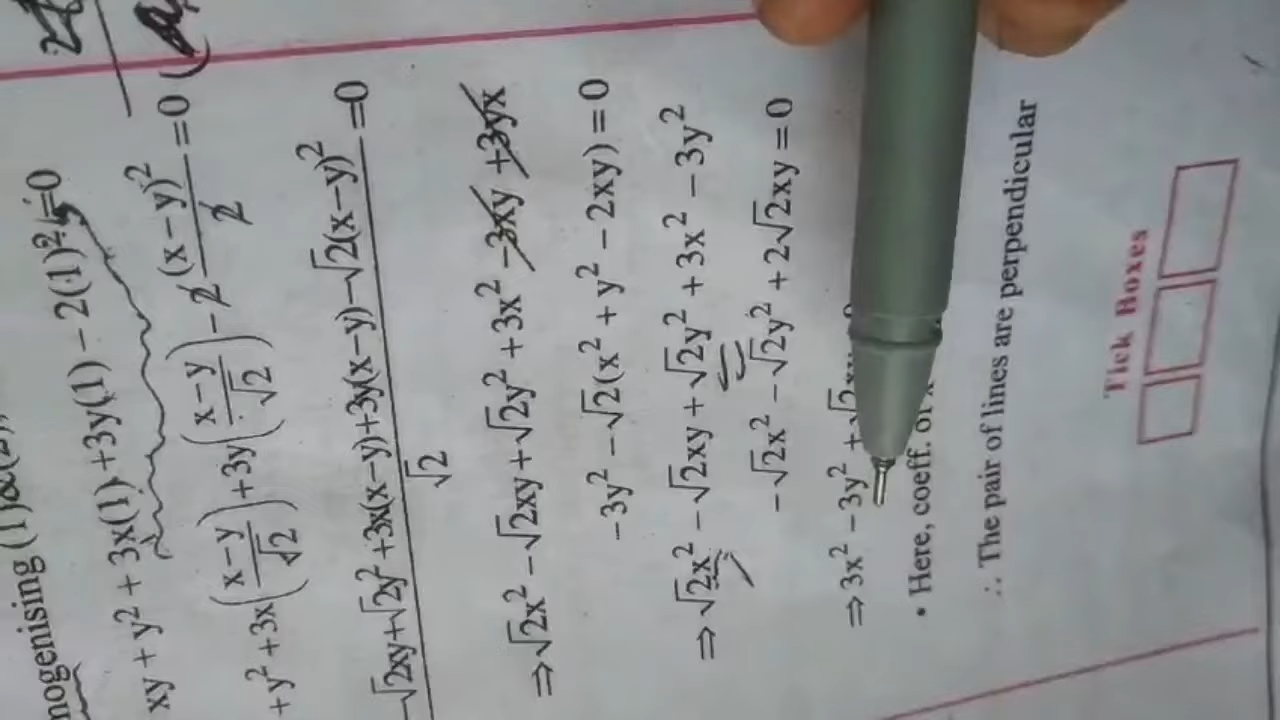 nogenising (1)
xy + y² + 3x(1) + 3y(1) − 2(1)² = 0
+ y² + 3x((x−y)/√2) + 3y((x−y)/√2) − 2(x−y)²/2 = 0
−√2xy+√2y²+3x(x−y)+3y(x−y)−√2(x−y)²/√2 = 0
⇒ √2x² − √2xy + √2y² + 3x² − 3xy + 3yx
− 3y² − √2(x² + y² − 2xy) = 0
⇒ √2x² − √2xy + √2y² + 3x² − 3y²
− √2x² − √2y² + 2√2xy = 0
⇒ 3x² − 3y² + √2
• Here, coeff. of
∴ The pair of lines are perpendicular
Tick Boxes